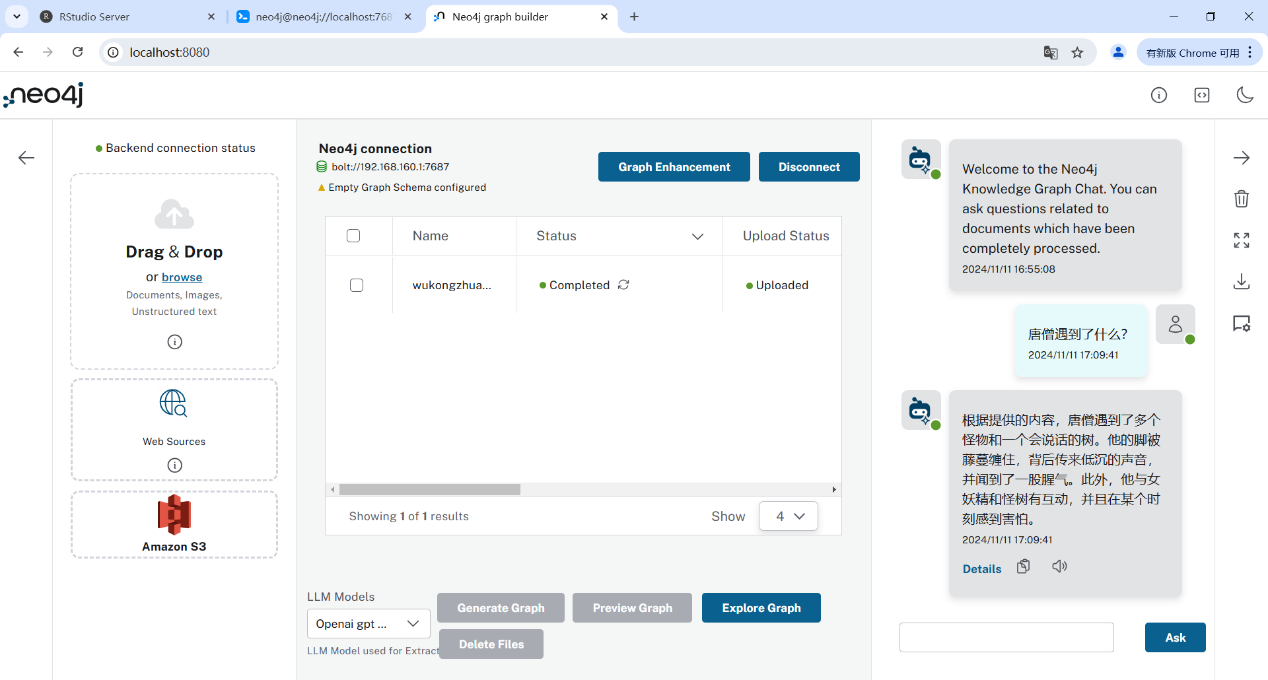 RStudio Server
neo4j@neo4j://localhost:768
Neo4j graph builder
localhost:8080
有新版 Chrome 可用
neo4j
Backend connection status
Drag & Drop
or browse
Documents, Images,
Unstructured text
Web Sources
Amazon S3
Neo4j connection
bolt://192.168.160.1:7687
Empty Graph Schema configured
Graph Enhancement
Disconnect
Name Status Upload Status
wukongzhua... Completed Uploaded
Showing 1 of 1 results
Show 4
LLM Models
Openai gpt ...
LLM Model used for Extract
Generate Graph
Preview Graph
Explore Graph
Delete Files
Welcome to the Neo4j
Knowledge Graph Chat. You can
ask questions related to
documents which have been
completely processed.
2024/11/11 16:55:08
唐僧遇到了什么?
2024/11/11 17:09:41
根据提供的内容，唐僧遇到了多个
怪物和一个会说话的树。他的脚被
藤蔓缠住，背后传来低沉的声音，
并闻到了一股腥气。此外，他与女
妖精和怪树有互动，并且在某个时
刻感到害怕。
2024/11/11 17:09:41
Details
Ask